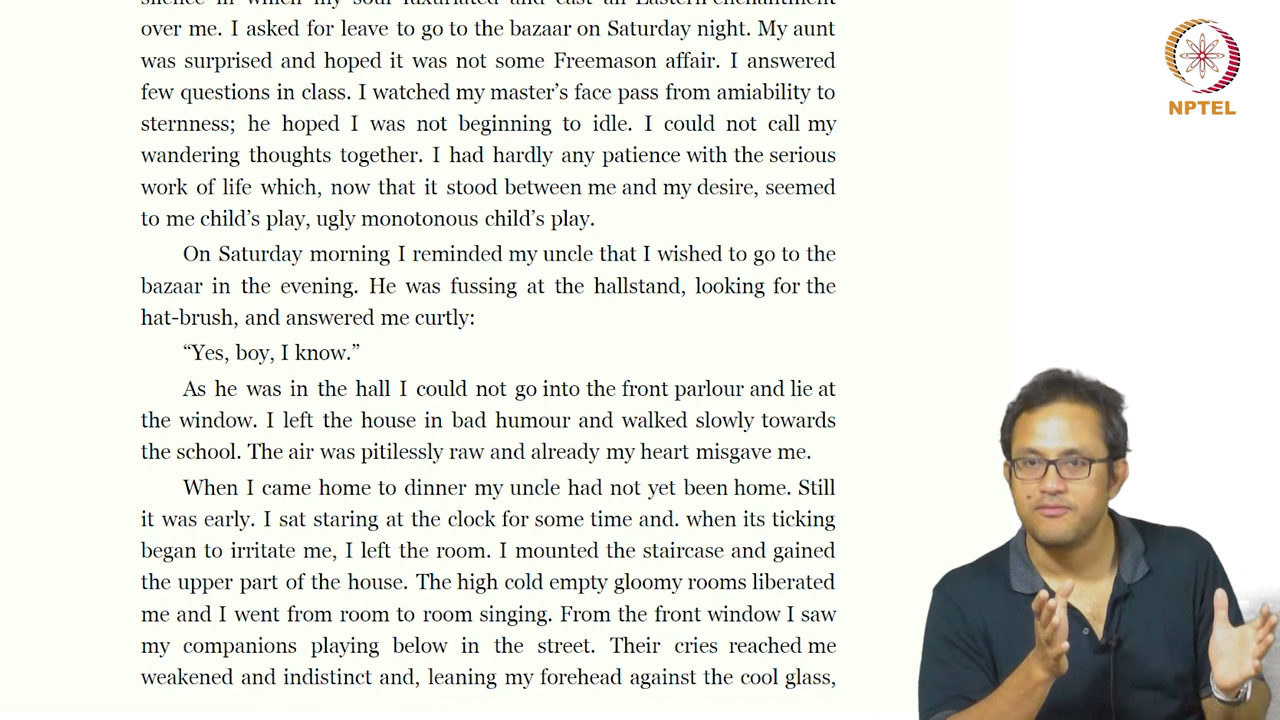 silence in which my soul luxuriated and cast an Eastern enchantment
over me. I asked for leave to go to the bazaar on Saturday night. My aunt
was surprised and hoped it was not some Freemason affair. I answered
few questions in class. I watched my master’s face pass from amiability to
sternness; he hoped I was not beginning to idle. I could not call my
wandering thoughts together. I had hardly any patience with the serious
work of life which, now that it stood between me and my desire, seemed
to me child’s play, ugly monotonous child’s play.
On Saturday morning I reminded my uncle that I wished to go to the
bazaar in the evening. He was fussing at the hallstand, looking for the
hat-brush, and answered me curtly:
“Yes, boy, I know.”
As he was in the hall I could not go into the front parlour and lie at
the window. I left the house in bad humour and walked slowly towards
the school. The air was pitilessly raw and already my heart misgave me.
When I came home to dinner my uncle had not yet been home. Still
it was early. I sat staring at the clock for some time and. when its ticking
began to irritate me, I left the room. I mounted the staircase and gained
the upper part of the house. The high cold empty gloomy rooms liberated
me and I went from room to room singing. From the front window I saw
my companions playing below in the street. Their cries reached me
weakened and indistinct and, leaning my forehead against the cool glass,
NPTEL